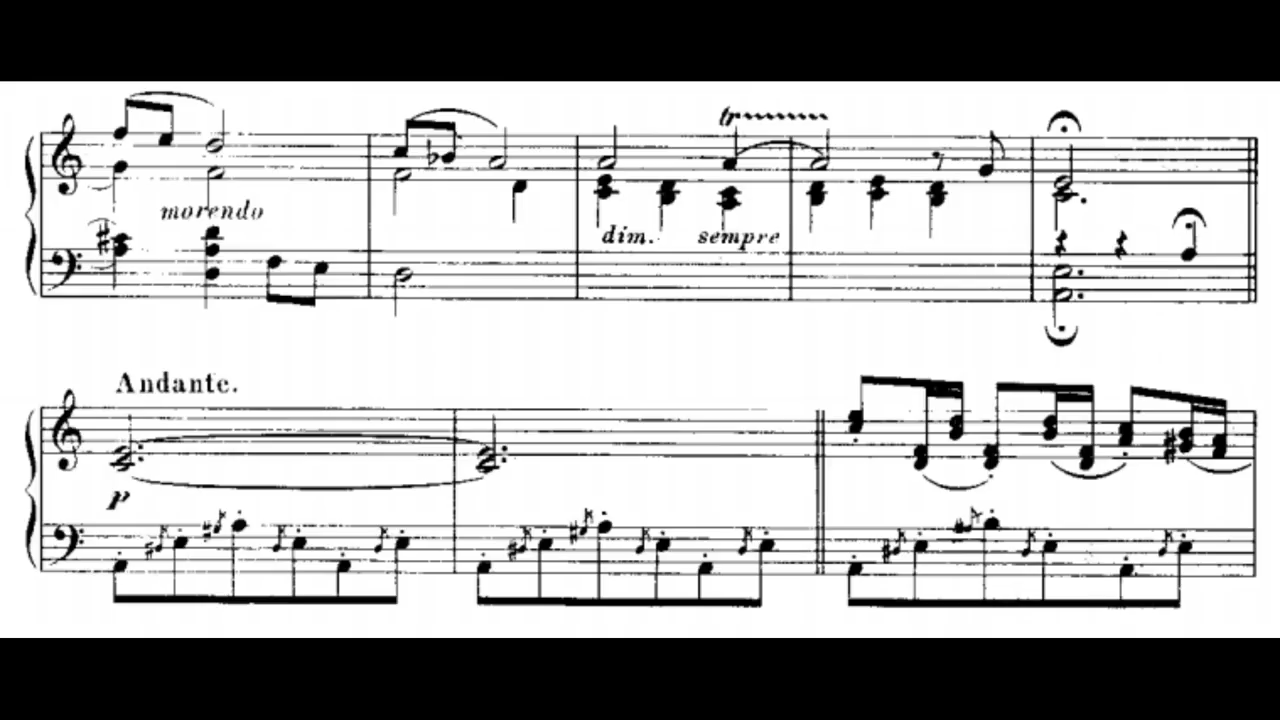 morendo
tr
dim. sempre
Andante.
p